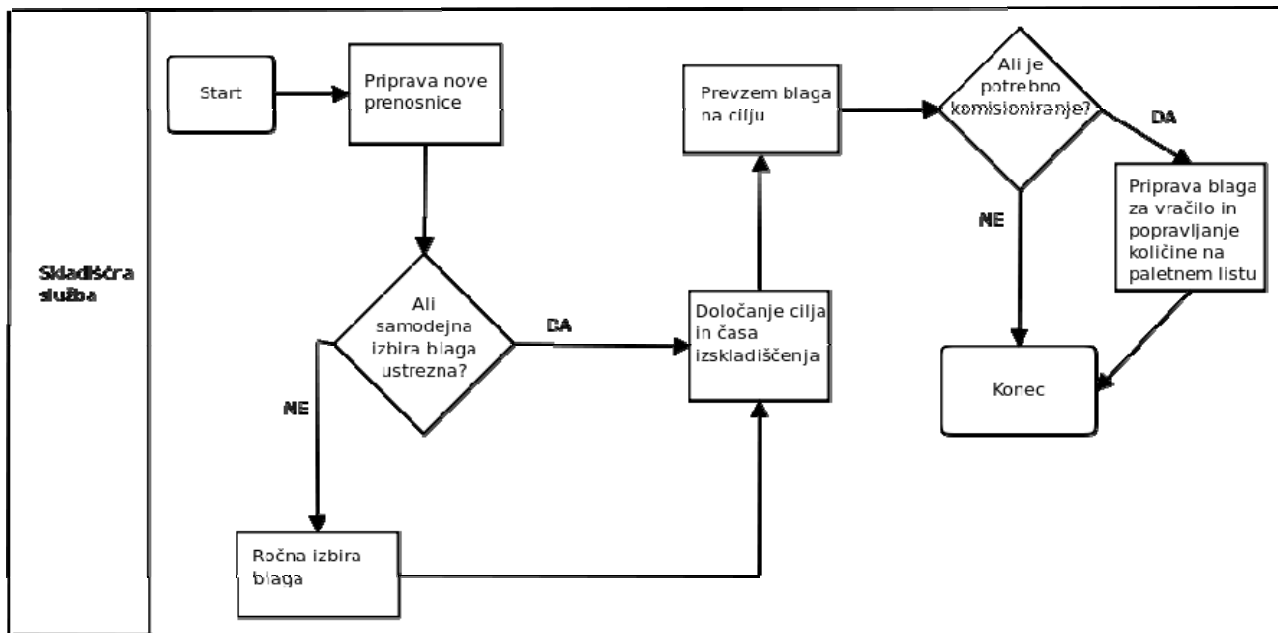 Skladiščna
služba
Start
Priprava nove
prenosnice
Ali
samodejna
izbira blaga
ustrezna?
DA
NE
Ročna izbira
blaga
Določanje cilja
in časa
izskladiščenja
Prevzem blaga
na cilju
Ali je
potrebno
komisioniranje?
DA
NE
Priprava blaga
za vračilo in
popravljanje
količine na
paletnem listu
Konec